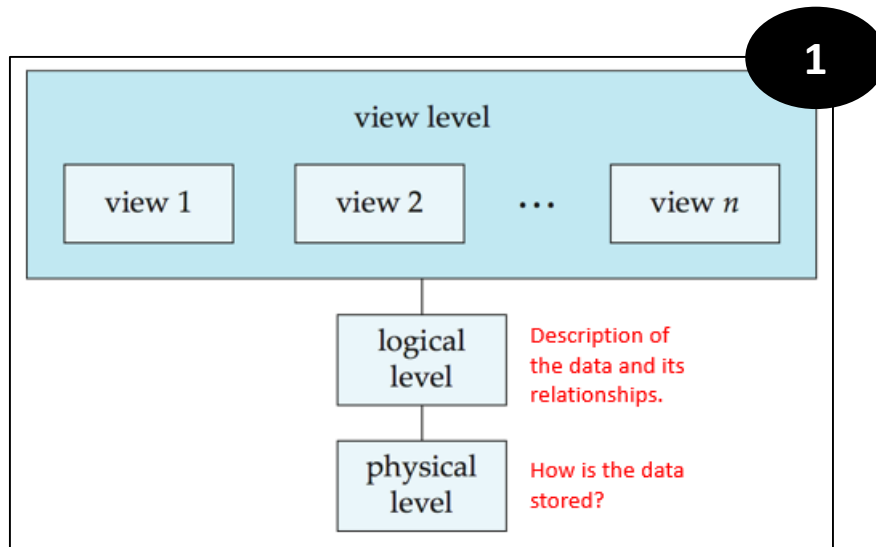 1
view level
view 1
view 2
...
view n
logical
level
Description of
the data and its
relationships.
physical
level
How is the data
stored?